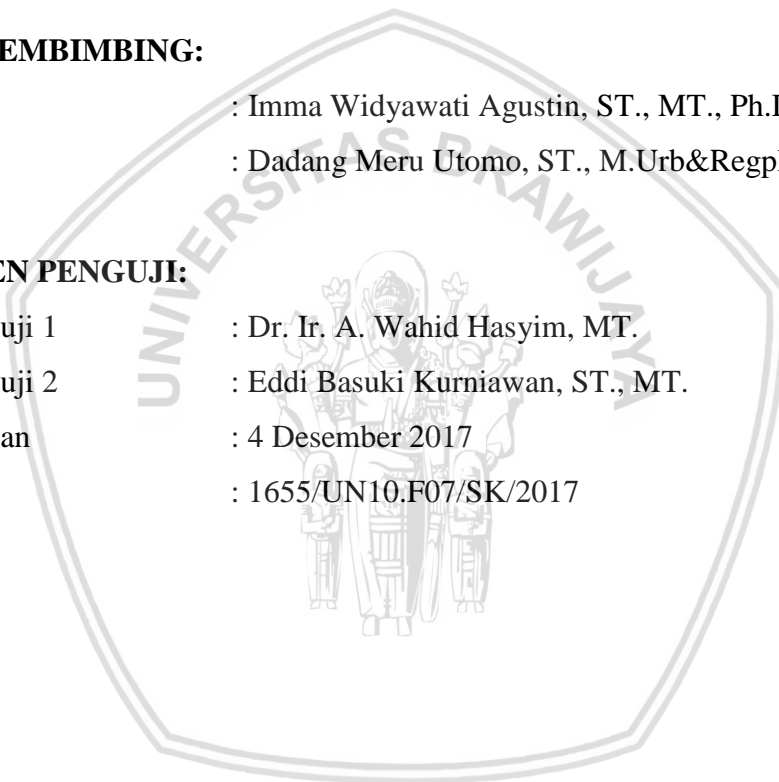 EMBIMBING:
: Imma Widyawati Agustin, ST., MT., Ph.
: Dadang Meru Utomo, ST., M.Urb&Regp
EN PENGUJI:
uji 1 : Dr. Ir. A. Wahid Hasyim, MT.
uji 2 : Eddi Basuki Kurniawan, ST., MT.
an : 4 Desember 2017
: 1655/UN10.F07/SK/2017
UNIVERSITAS BRAWIJAYA